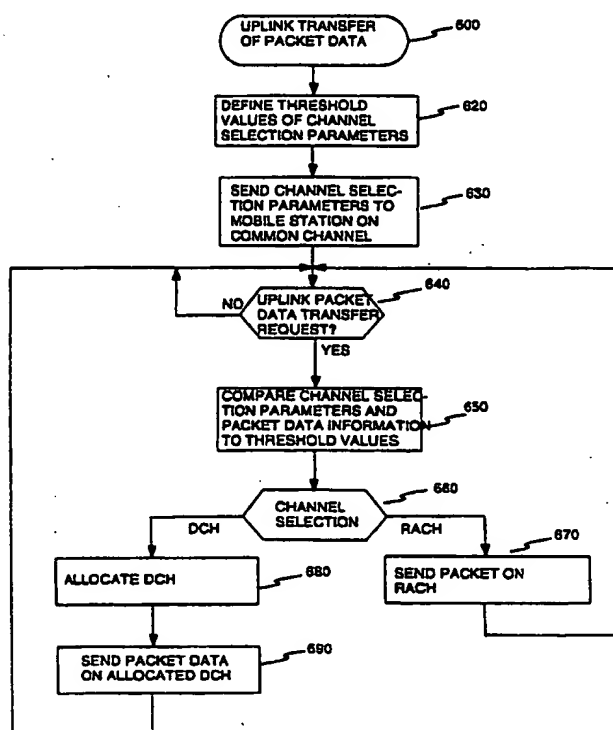 UPLINK TRANSFER
OF PACKET DATA
600
DEFINE THRESHOLD
VALUES OF CHANNEL
SELECTION PARAMETERS
620
SEND CHANNEL SELEC-
TION PARAMETERS TO
MOBILE STATION ON
COMMON CHANNEL
630
NO
UPLINK PACKET
DATA TRANSFER
REQUEST?
640
YES
COMPARE CHANNEL SELEC-
TION PARAMETERS AND
PACKET DATA INFORMATION
TO THRESHOLD VALUES
650
CHANNEL
SELECTION
660
DCH
RACH
ALLOCATE DCH
680
SEND PACKET ON
RACH
670
SEND PACKET DATA
ON ALLOCATED DCH
690